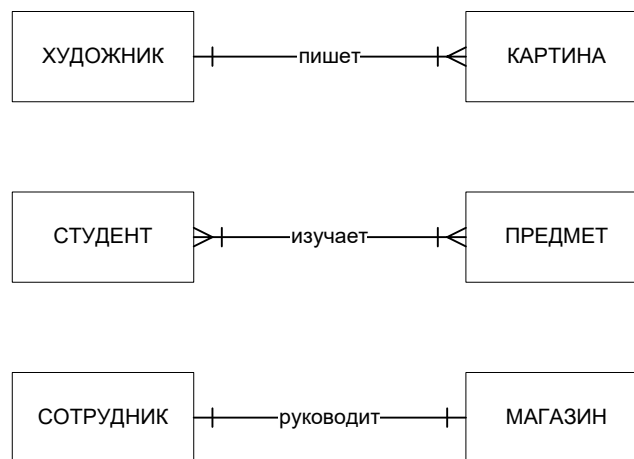 ХУДОЖНИК пишет КАРТИНА
СТУДЕНТ изучает ПРЕДМЕТ
СОТРУДНИК руководит МАГАЗИН